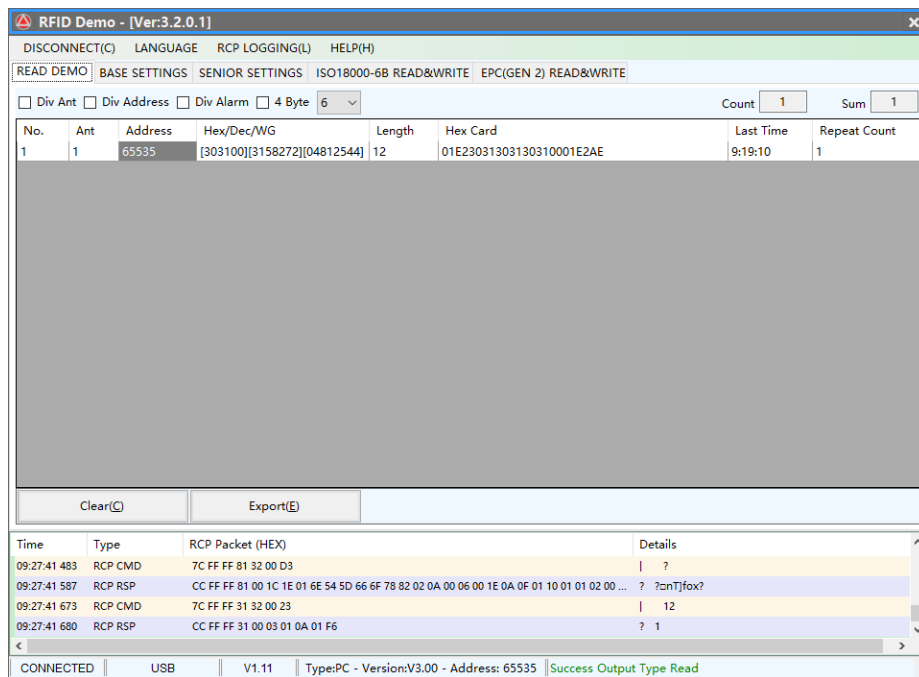 RFID Demo - [Ver:3.2.0.1]
DISCONNECT(C) LANGUAGE RCP LOGGING(L) HELP(H)
READ DEMO BASE SETTINGS SENIOR SETTINGS ISO18000-6B READ&WRITE EPC(GEN 2) READ&WRITE
Div Ant Div Address Div Alarm 4 Byte 6 Count 1 Sum 1
No. Ant Address Hex/Dec/WG Length Hex Card Last Time Repeat Count
1 1 65535 [303100][3158272][04812544] 12 01E23031303130310001E2AE 9:19:10 1
Clear(C) Export(E)
Time Type RCP Packet (HEX) Details
09:27:41 483 RCP CMD 7C FF FF 81 32 00 D3 | ?
09:27:41 587 RCP RSP CC FF FF 81 00 1C 1E 01 6E 54 5D 66 6F 78 82 02 0A 00 06 00 1E 0A 0F 01 10 01 01 02 00 ... ? ?□nT]fox?
09:27:41 673 RCP CMD 7C FF FF 31 32 00 23 | 12
09:27:41 680 RCP RSP CC FF FF 31 00 03 01 0A 01 F6 ? 1
CONNECTED USB V1.11 Type:PC - Version:V3.00 - Address: 65535 Success Output Type Read